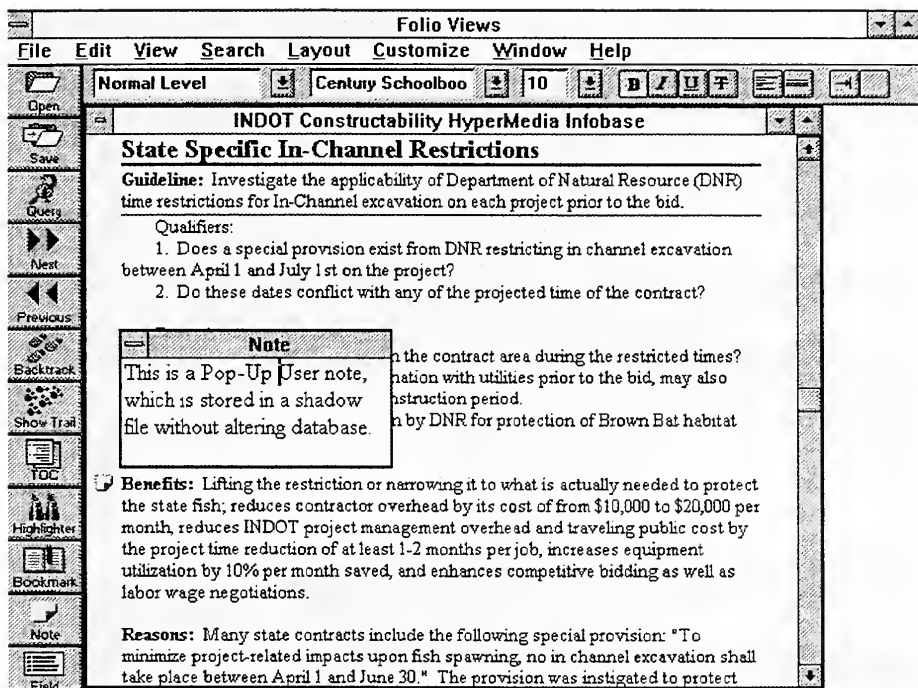 Folio Views
File Edit View Search Layout Customize Window Help
Normal Level Century Schoolboo 10 B I U T
Open
Save
Query
Next
Previous
Backtrack
Show Trail
TOC
Highlighter
Bookmark
Note
Field
INDOT Constructability HyperMedia Infobase
State Specific In-Channel Restrictions
Guideline: Investigate the applicability of Department of Natural Resource (DNR)
time restrictions for In-Channel excavation on each project prior to the bid.
Qualifiers:
1. Does a special provision exist from DNR restricting in channel excavation
between April 1 and July 1st on the project?
2. Do these dates conflict with any of the projected time of the contract?
Note
This is a Pop-Up User note,
which is stored in a shadow
file without altering database.
the contract area during the restricted times?
with utilities prior to the bid, may also
period.
by DNR for protection of Brown Bat habitat
Benefits: Lifting the restriction or narrowing it to what is actually needed to protect
the state fish; reduces contractor overhead by its cost of from $10,000 to $20,000 per
month, reduces INDOT project management overhead and traveling public cost by
the project time reduction of at least 1-2 months per job, increases equipment
utilization by 10% per month saved, and enhances competitive bidding as well as
labor wage negotiations.
Reasons: Many state contracts include the following special provision: "To
minimize project-related impacts upon fish spawning, no in channel excavation shall
take place between April 1 and June 30." The provision was instigated to protect